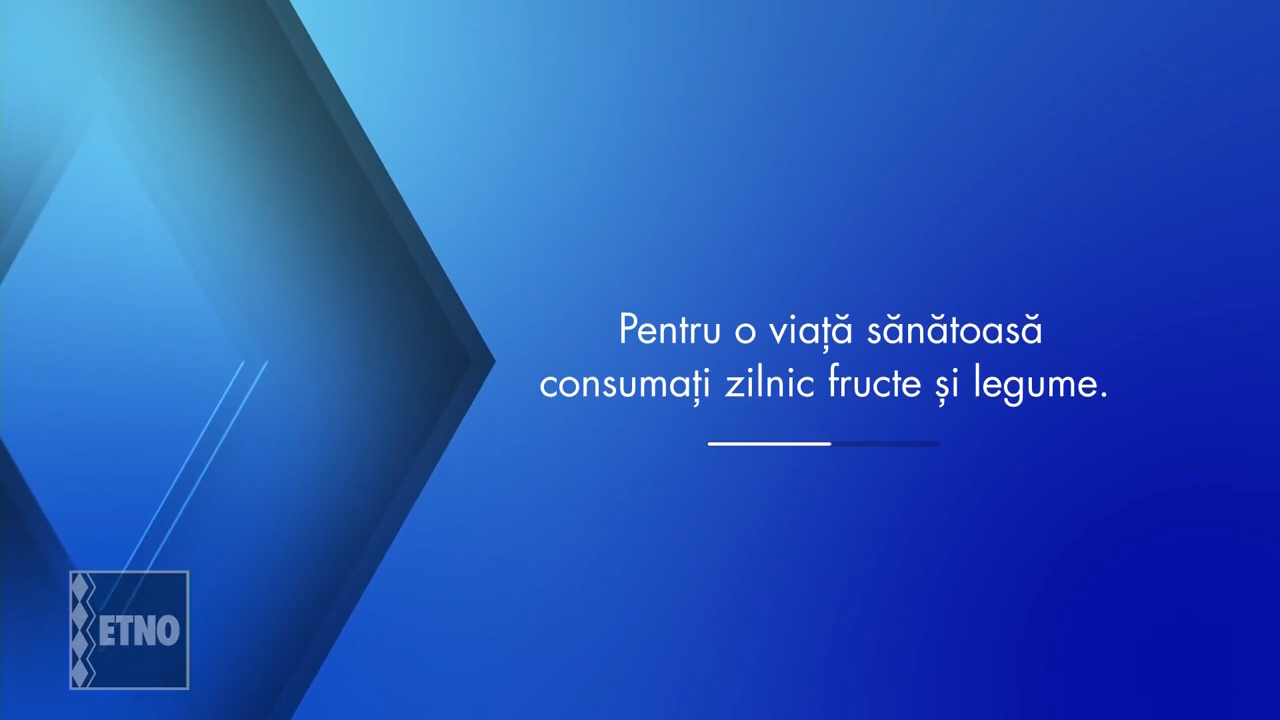 Pentru o viață sănătoasă
consumați zilnic fructe și legume.
ETNO